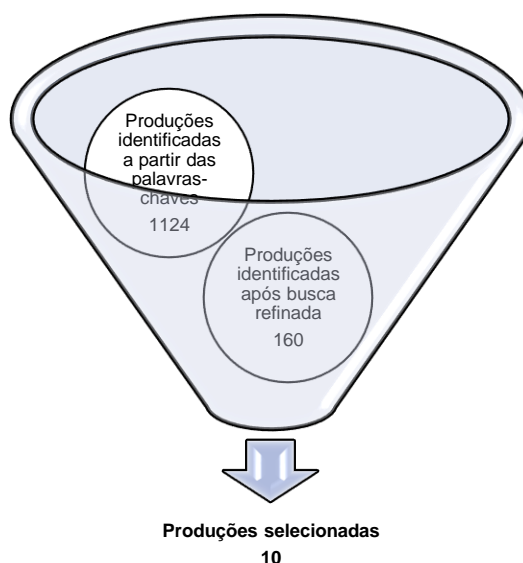 Produções
identificadas
a partir das
palavras-
chaves
1124
Produções
identificadas
após busca
refinada
160
Produções selecionadas
10